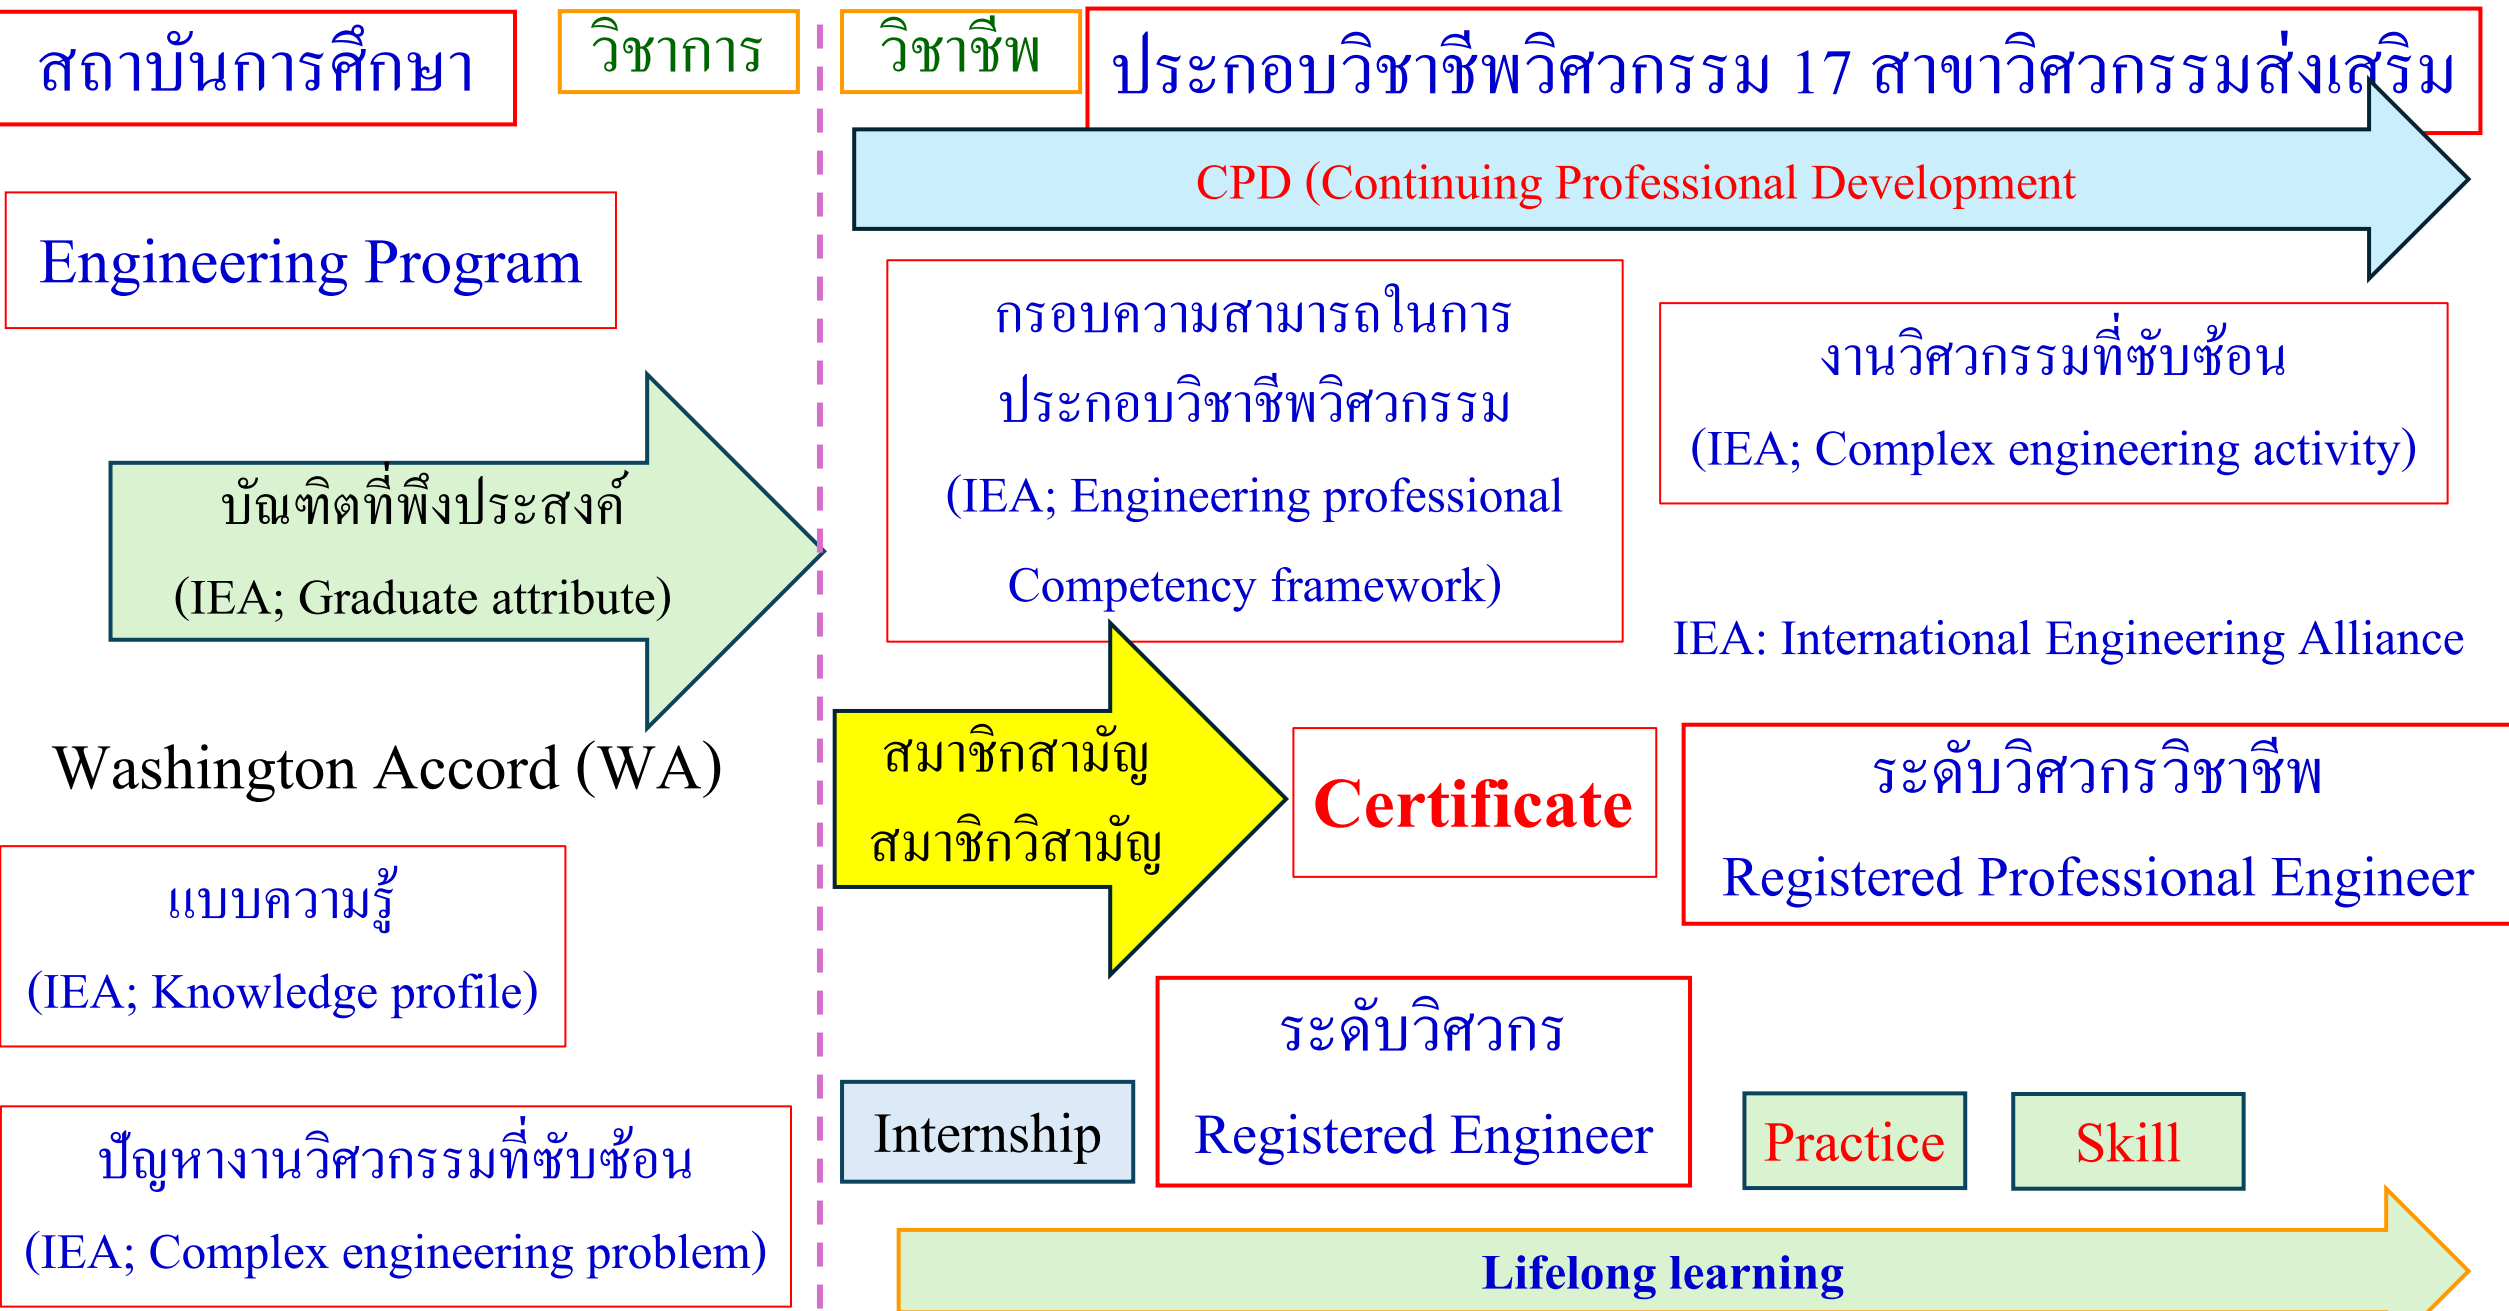 สถาบันการศึกษา
วิชาการ
วิชาชีพ
ประกอบวิชาชีพวิศวกรรม 17 สาขาวิศวกรรมส่งเสริม
CPD (Continuing Professional Development
Engineering Program
กรอบความสามารถในการ
ประกอบวิชาชีพวิศวกรรม
(IEA; Engineering professional
Competency framework)
งานวิศวกรรมที่ซับซ้อน
(IEA; Complex engineering activity)
บัณฑิตที่พึงประสงค์
(IEA; Graduate attribute)
IEA: International Engineering Alliance
Washington Accord (WA)
สมาชิกสามัญ
สมาชิกวิสามัญ
Certificate
ระดับวิศวกรวิชาชีพ
Registered Professional Engineer
แบบความรู้
(IEA; Knowledge profile)
ระดับวิศวกร
Registered Engineer
Internship
Practice
Skill
ปัญหางานวิศวกรรมที่ซับซ้อน
(IEA; Complex engineering problem)
Lifelong learning